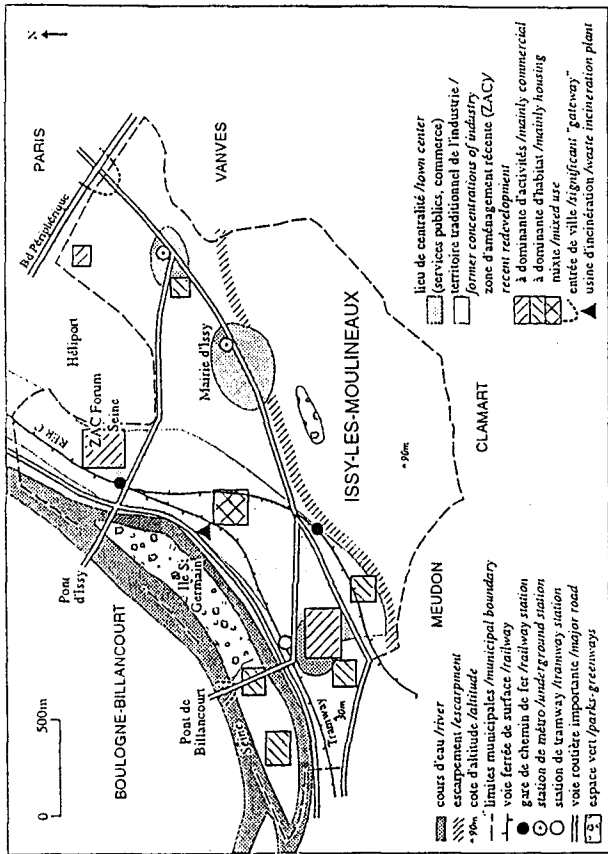 N
PARIS
Bd.Périphérique
VANVES
Héliport
RER C
ZAC Forum
Seine
Mairie d'Issy
Pont
d'Issy
BOULOGNE-BILLANCOURT
Ile St
Germain
ISSY-LES-MOULINEAUX
90m
CLAMART
MEUDON
Pont de
Billancourt
Seine
Tramway
30m
0 500m
cours d'eau /river
escarpement /escarpment
90m cote d'altitude /altitude
limites municipales /municipal boundary
voie ferrée de surface /railway
gare de chemin de fer /railway station
station de métro /underground station
station de tramway /tramway station
voie routière importante /major road
espace vert /parks-greenways
lieu de centralité /town center
(services publics, commerce)
territoire traditionnel de l'industrie /
former concentrations of industry
zone d'aménagement récente (ZAC)/
recent redevelopment
à dominante d'activités /mainly commercial
à dominante d'habitat /mainly housing
mixte /mixed use
entrée de ville /significant "gateway"
usine d'incinération /waste incineration plant